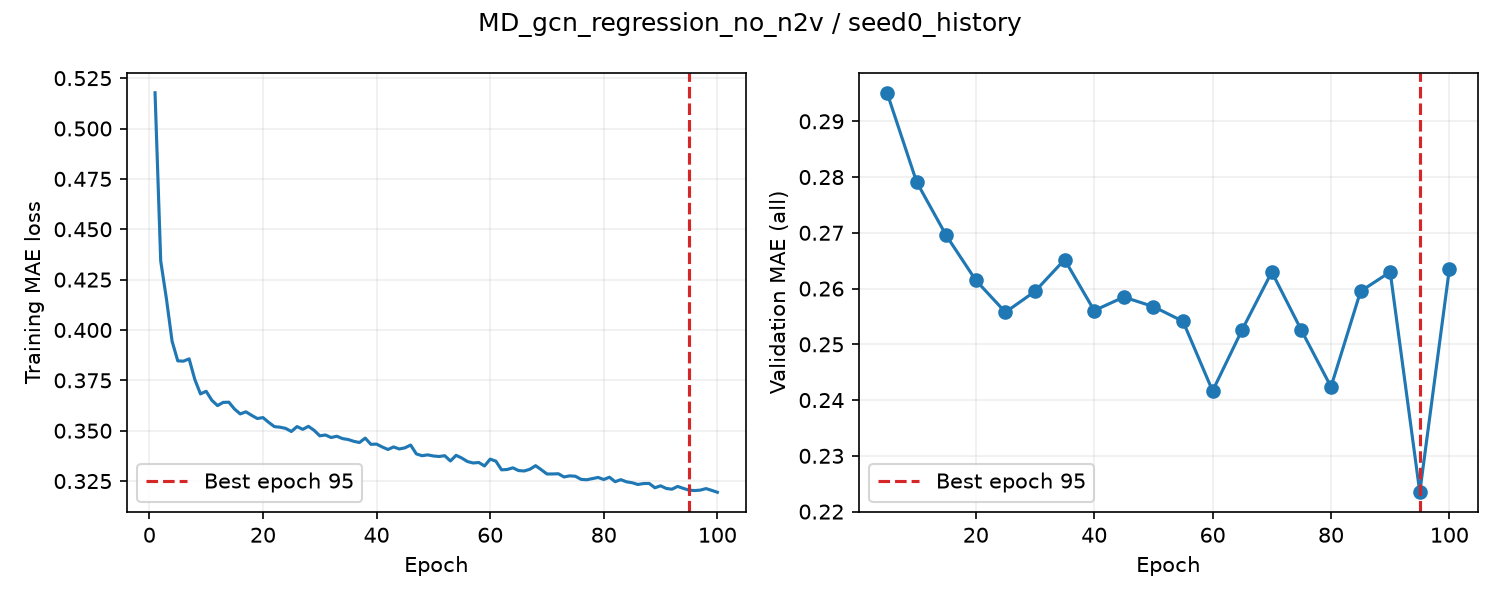 MD_gcn_regression_no_n2v / seed0_history
Training MAE loss
0.525
0.500
0.475
0.450
0.425
0.400
0.375
0.350
0.325
Best epoch 95
0 20 40 60 80 100
Epoch
Validation MAE (all)
0.29
0.28
0.27
0.26
0.25
0.24
0.23
0.22
Best epoch 95
20 40 60 80 100
Epoch